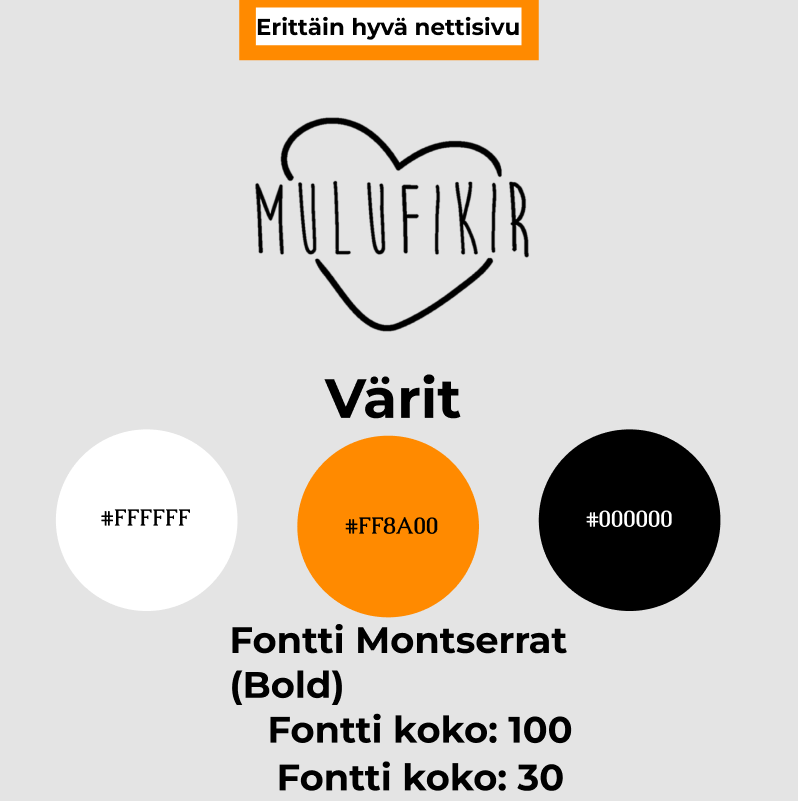 Erittäin hyvä nettisivu
MULUFIKIR
Värit
#FFFFFF
#FF8A00
#000000
Fontti Montserrat
(Bold)
Fontti koko: 100
Fontti koko: 30